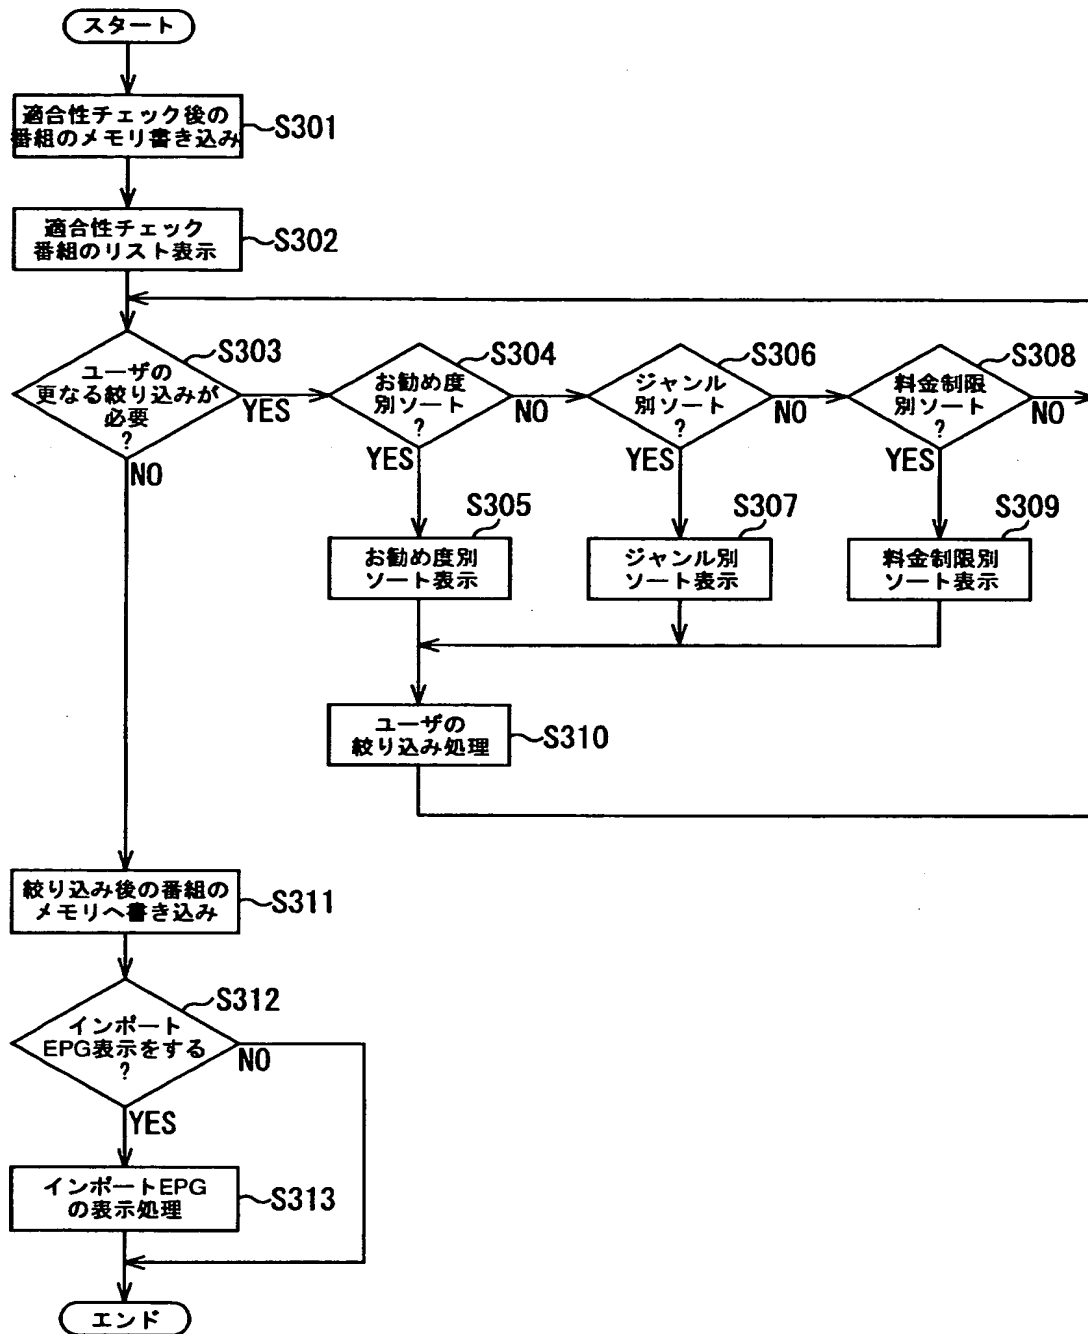 スタート
適合性チェック後の
番組のメモリ書き込み
S301
適合性チェック
番組のリスト表示
S302
ユーザの
更なる絞り込みが
必要
?
S303
YES
NO
お勧め度
別ソート
?
S304
NO
YES
ジャンル
別ソート
?
S306
NO
YES
料金制限
別ソート
?
S308
NO
YES
お勧め度別
ソート表示
S305
ジャンル別
ソート表示
S307
料金制限別
ソート表示
S309
ユーザの
絞り込み処理
S310
絞り込み後の番組の
メモリへ書き込み
S311
インポート
EPG表示をする
?
S312
NO
YES
インポートEPG
の表示処理
S313
エンド